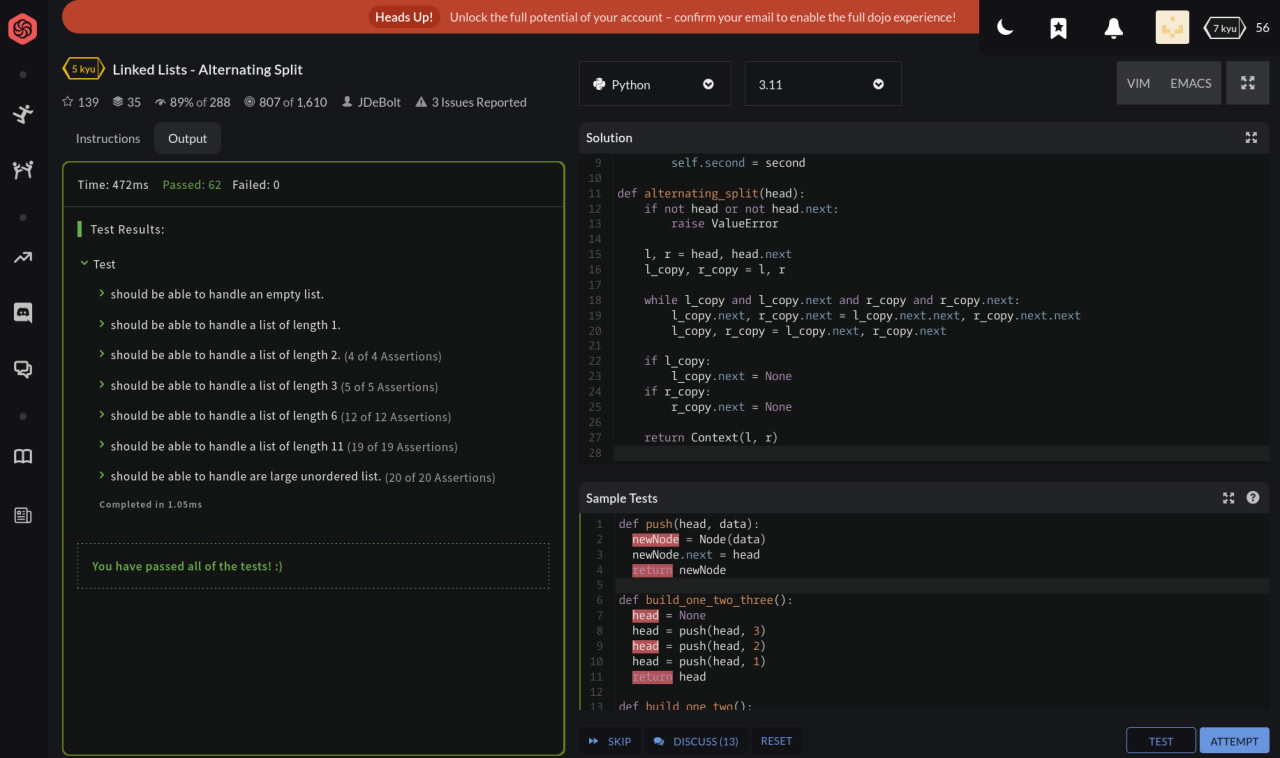 Heads Up! Unlock the full potential of your account – confirm your email to enable the full dojo experience!
7 kyu 56
5 kyu Linked Lists - Alternating Split
139 35 89% of 288 807 of 1,610 JDeBolt 3 Issues Reported
Instructions Output
Time: 472ms Passed: 62 Failed: 0
Test Results:
Test
should be able to handle an empty list.
should be able to handle a list of length 1.
should be able to handle a list of length 2. (4 of 4 Assertions)
should be able to handle a list of length 3 (5 of 5 Assertions)
should be able to handle a list of length 6 (12 of 12 Assertions)
should be able to handle a list of length 11 (19 of 19 Assertions)
should be able to handle are large unordered list. (20 of 20 Assertions)
Completed in 1.05ms
You have passed all of the tests! :)
Python 3.11 VIM EMACS
Solution
9 self.second = second
10
11 def alternating_split(head):
12 if not head or not head.next:
13 raise ValueError
14
15 l, r = head, head.next
16 l_copy, r_copy = l, r
17
18 while l_copy and l_copy.next and r_copy and r_copy.next:
19 l_copy.next, r_copy.next = l_copy.next.next, r_copy.next.next
20 l_copy, r_copy = l_copy.next, r_copy.next
21
22 if l_copy:
23 l_copy.next = None
24 if r_copy:
25 r_copy.next = None
26
27 return Context(l, r)
28
Sample Tests
1 def push(head, data):
2 newNode = Node(data)
3 newNode.next = head
4 return newNode
5
6 def build_one_two_three():
7 head = None
8 head = push(head, 3)
9 head = push(head, 2)
10 head = push(head, 1)
11 return head
12
13 def build_one_two():
SKIP DISCUSS (13) RESET TEST ATTEMPT